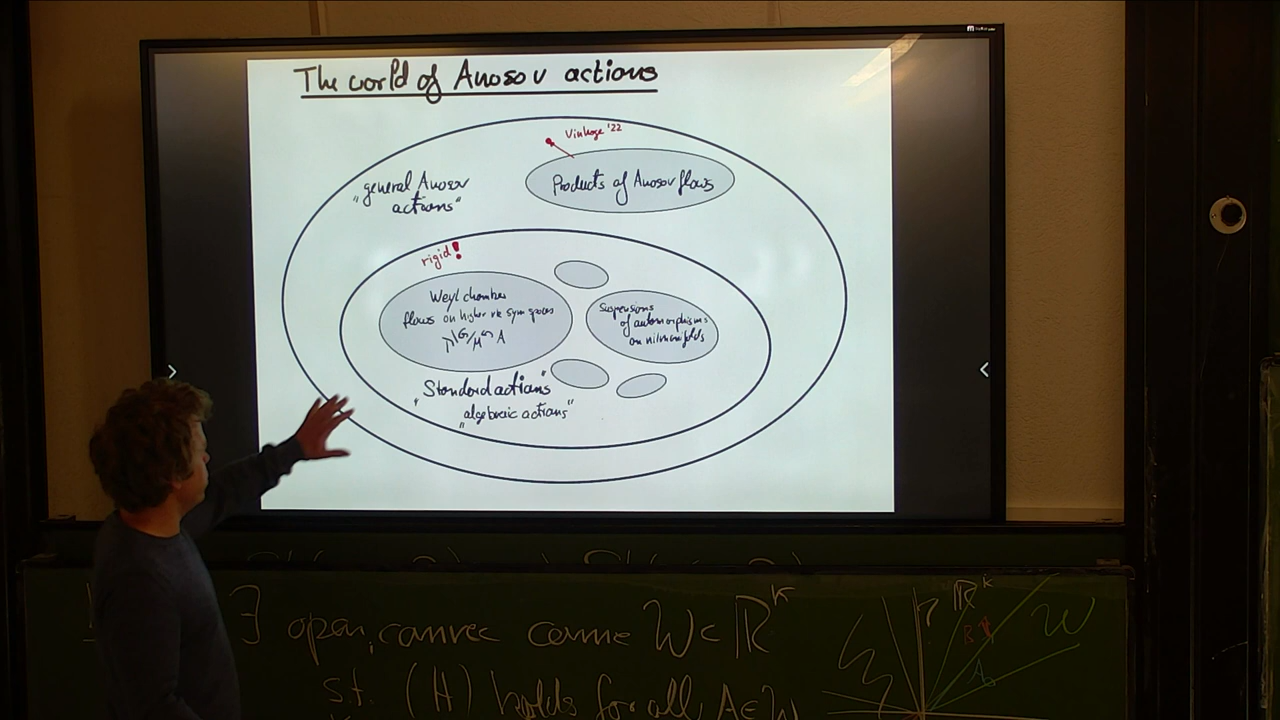 The world of Anosov actions
Vinhage '22
"general Anosov
actions"
Products of Anosov flows
rigid!
Weyl chamber
flows on higher rk sym spaces
Γ\G/M ↶ A
Suspensions
of automorphisms
on nilmanifolds
"Standard actions"
"algebraic actions"
∃ open, convex cone W ⊂ ℝᵏ
s.t. (H) holds for all A ∈ W
ℝᵏ
B
W
A₀